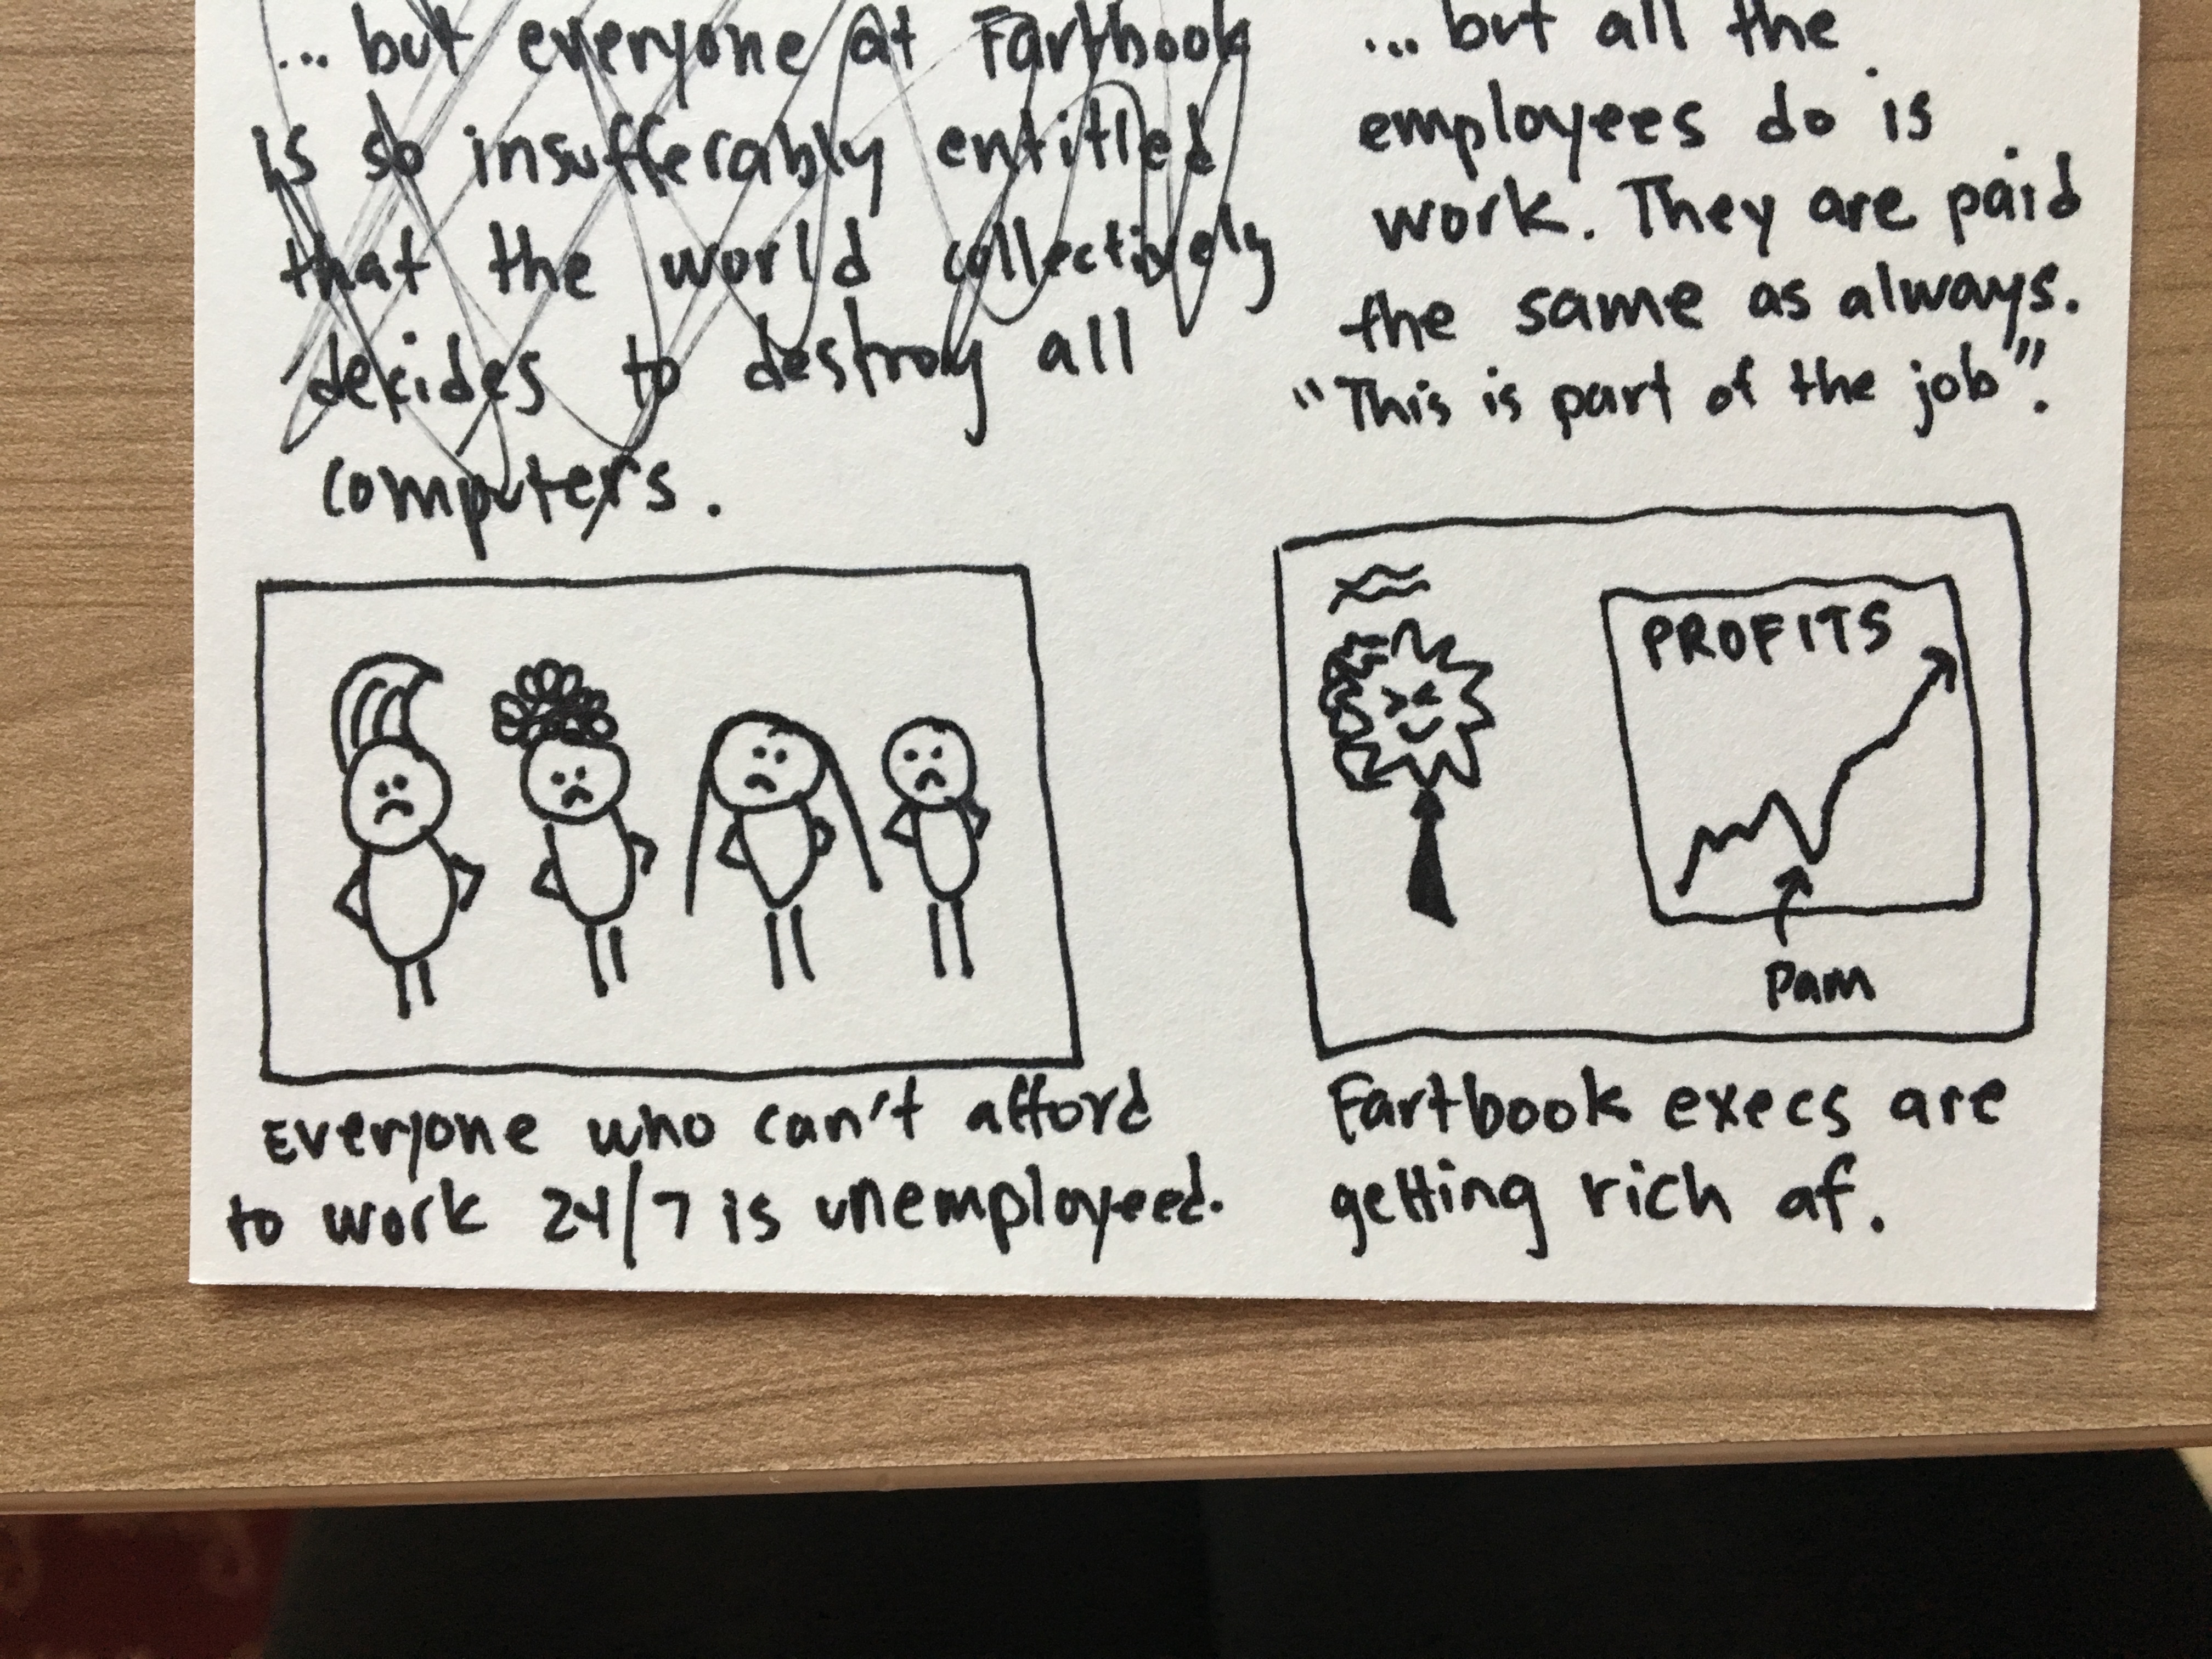 ... but everyone at Fartbook
is so insufferably entitled
that the world collectively
decides to destroy all
computers.
everyone who can't afford
to work 24/7 is unemployed.
... but all the
employees do is
work. They are paid
the same as always.
"This is part of the job".
PROFITS
Pam
Fartbook execs are
getting rich af.